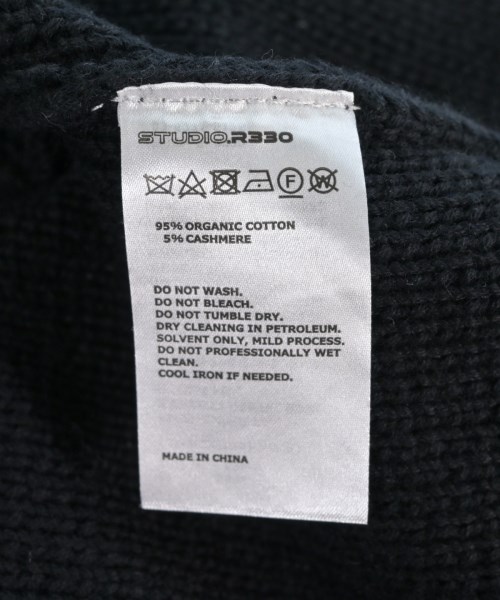 STUDIO.R330
F W
95% ORGANIC COTTON
5% CASHMERE
DO NOT WASH.
DO NOT BLEACH.
DO NOT TUMBLE DRY.
DRY CLEANING IN PETROLEUM.
SOLVENT ONLY, MILD PROCESS.
DO NOT PROFESSIONALLY WET
CLEAN.
COOL IRON IF NEEDED.
MADE IN CHINA